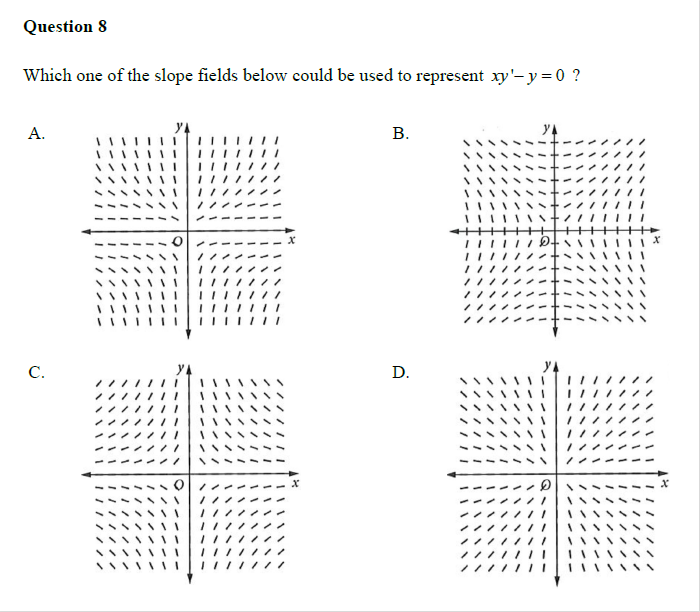 Question 8
Which one of the slope fields below could be used to represent xy'– y = 0 ?
A.
B.
y
y
O
x
O
x
C.
D.
y
y
O
x
O
x